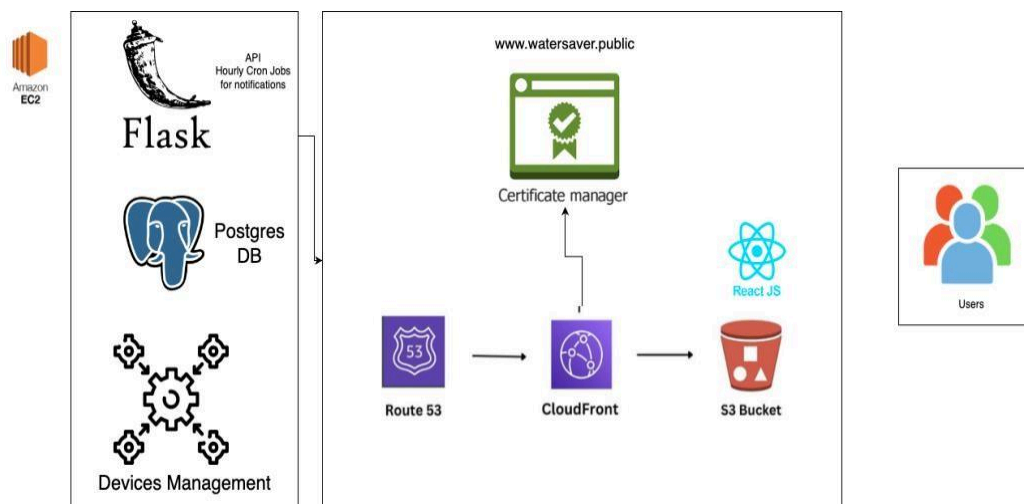 Amazon
EC2
API
Hourly Cron Jobs
for notifications
Flask
Postgres
DB
Devices Management
www.watersaver.public
Certificate manager
React JS
53
Route 53
CloudFront
S3 Bucket
Users